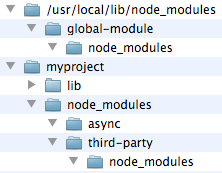 /usr/local/lib/node_modules
global-module
node_modules
myproject
lib
node_modules
async
third-party
node_modules